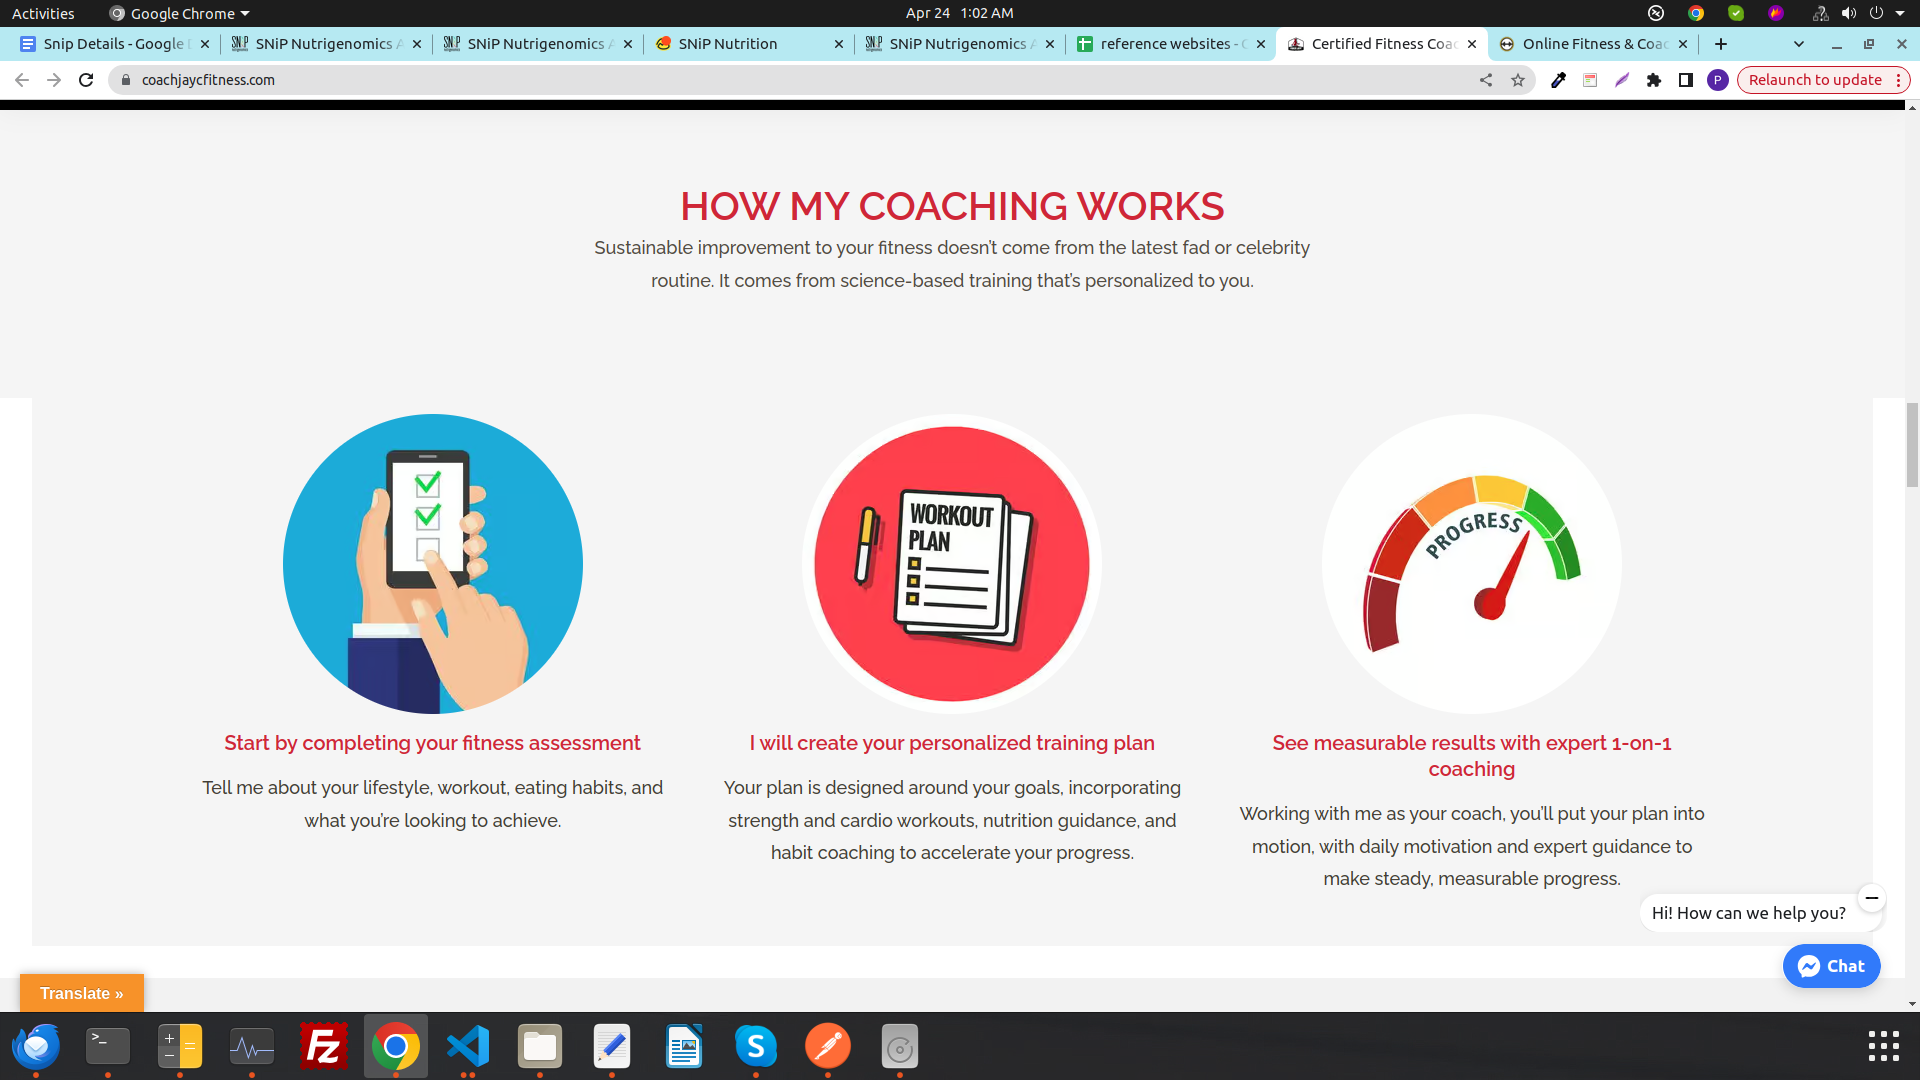 Activities
Google Chrome
Apr 24 1:02 AM
Snip Details - Google
SNiP Nutrigenomics
SNiP Nutrigenomics
SNiP Nutrition
SNiP Nutrigenomics
reference websites -
Certified Fitness Coac
Online Fitness & Coac
coachjaycfitness.com
P
Relaunch to update
HOW MY COACHING WORKS
Sustainable improvement to your fitness doesn't come from the latest fad or celebrity
routine. It comes from science-based training that's personalized to you.
WORKOUT
PLAN
PROGRESS
Start by completing your fitness assessment
Tell me about your lifestyle, workout, eating habits, and
what you're looking to achieve.
I will create your personalized training plan
Your plan is designed around your goals, incorporating
strength and cardio workouts, nutrition guidance, and
habit coaching to accelerate your progress.
See measurable results with expert 1-on-1
coaching
Working with me as your coach, you'll put your plan into
motion, with daily motivation and expert guidance to
make steady, measurable progress.
Hi! How can we help you?
Chat
Translate »